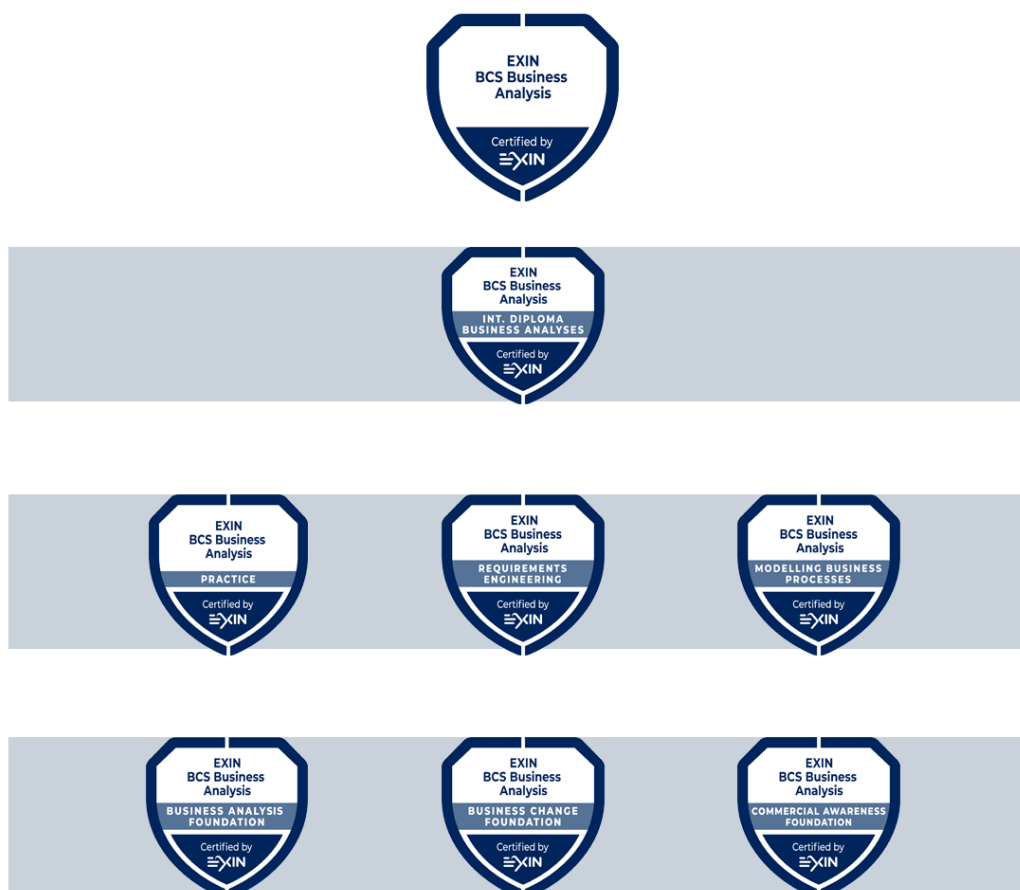 EXIN
BCS Business
Analysis
Certified by
EXIN
EXIN
BCS Business
Analysis
INT. DIPLOMA
BUSINESS ANALYSES
Certified by
EXIN
EXIN
BCS Business
Analysis
PRACTICE
Certified by
EXIN
EXIN
BCS Business
Analysis
REQUIREMENTS
ENGINEERING
Certified by
EXIN
EXIN
BCS Business
Analysis
MODELLING BUSINESS
PROCESSES
Certified by
EXIN
EXIN
BCS Business
Analysis
BUSINESS ANALYSIS
FOUNDATION
Certified by
EXIN
EXIN
BCS Business
Analysis
BUSINESS CHANGE
FOUNDATION
Certified by
EXIN
EXIN
BCS Business
Analysis
COMMERCIAL AWARENESS
FOUNDATION
Certified by
EXIN